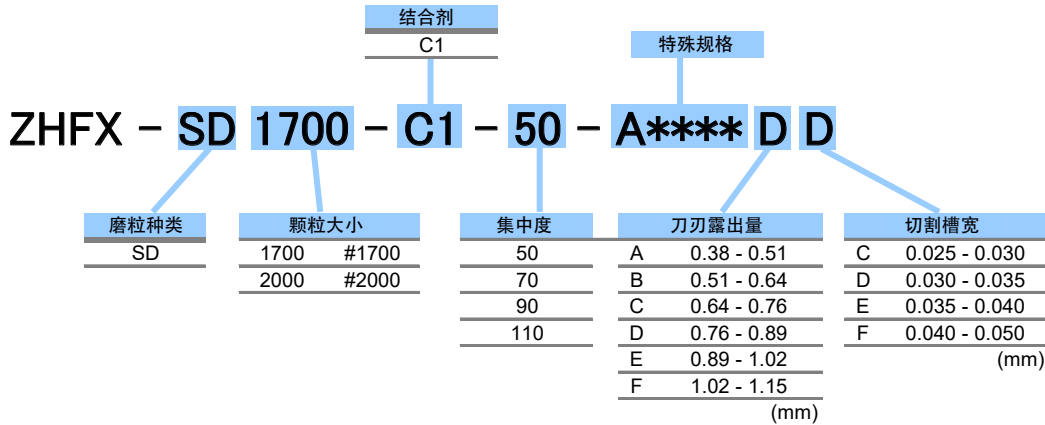 结合剂
C1
特殊规格
ZHFX – SD 1700 – C1 – 50 – A**** D D
磨粒种类
SD
颗粒大小
1700 #1700
2000 #2000
集中度
50
70
90
110
刀刃露出量
A 0.38 - 0.51
B 0.51 - 0.64
C 0.64 - 0.76
D 0.76 - 0.89
E 0.89 - 1.02
F 1.02 - 1.15
(mm)
切割槽宽
C 0.025 - 0.030
D 0.030 - 0.035
E 0.035 - 0.040
F 0.040 - 0.050
(mm)